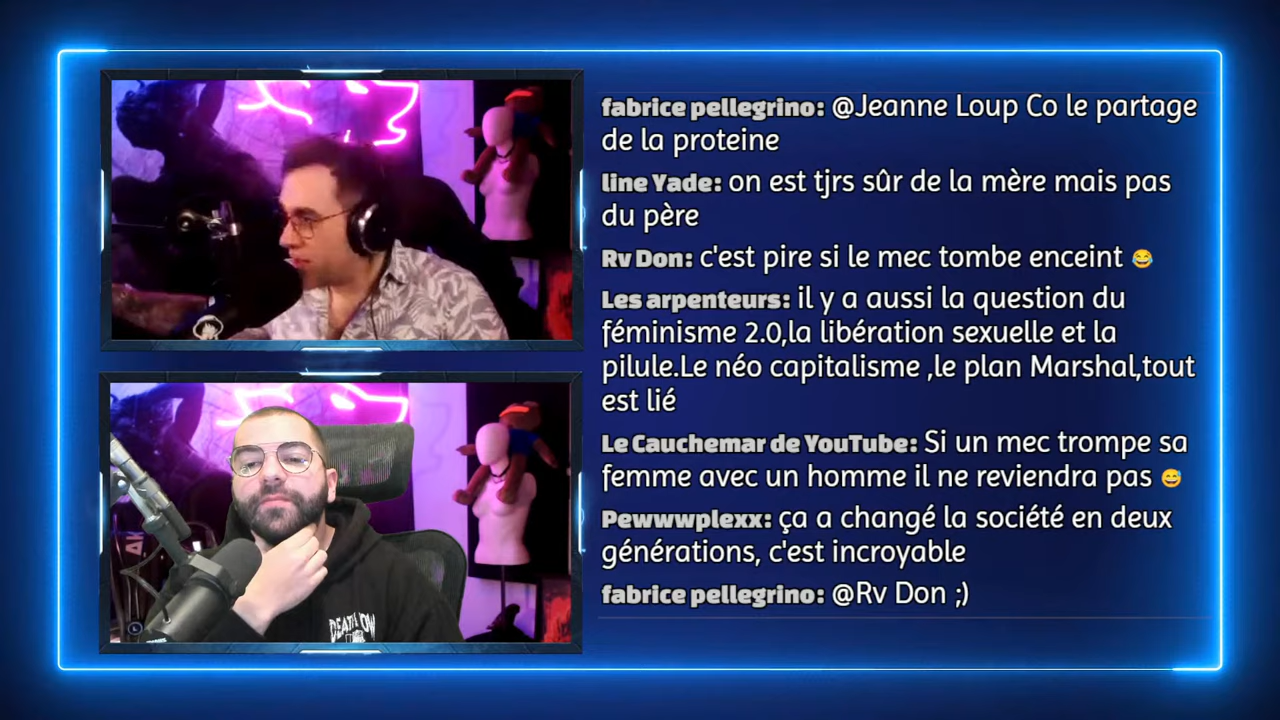 fabrice pellegrino: @Jeanne Loup Co le partage
de la proteine
line Yade: on est tjrs sûr de la mère mais pas
du père
Rv Don: c'est pire si le mec tombe enceint 😂
Les arpenteurs: il y a aussi la question du
féminisme 2.0,la libération sexuelle et la
pilule.Le néo capitalisme ,le plan Marshal,tout
est lié
Le Cauchemar de YouTube: Si un mec trompe sa
femme avec un homme il ne reviendra pas 😅
Pewwwplexx: ça a changé la société en deux
générations, c'est incroyable
fabrice pellegrino: @Rv Don ;)